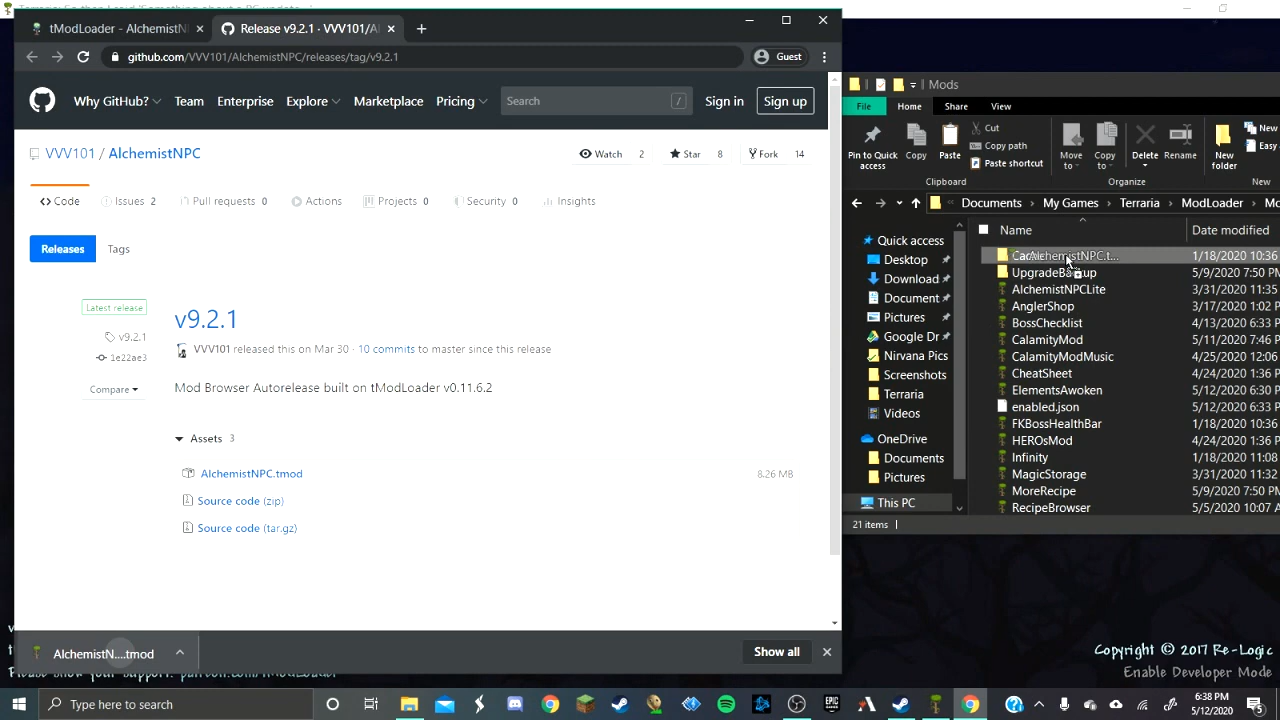 tModLoader - AlchemistN
Release v9.2.1 · VVV101/Al
github.com/VVV101/AlchemistNPC/releases/tag/v9.2.1
Guest
Why GitHub?
Team
Enterprise
Explore
Marketplace
Pricing
Search
/
Sign in
Sign up
VVV101 / AlchemistNPC
Watch 2
Star 8
Fork 14
Code
Issues 2
Pull requests 0
Actions
Projects 0
Security 0
Insights
Releases
Tags
Latest release
v9.2.1
v9.2.1
1e22ae3
VVV101 released this on Mar 30 · 10 commits to master since this release
Compare
Mod Browser Autorelease built on tModLoader v0.11.6.2
Assets 3
AlchemistNPC.tmod
8.26 MB
Source code (zip)
Source code (tar.gz)
AlchemistN....tmod
Show all
Mods
File
Home
Share
View
Pin to Quick access
Copy
Paste
Cut
Copy path
Paste shortcut
Move to
Copy to
Delete
Rename
New folder
New
Easy
Clipboard
Organize
New
Documents
My Games
Terraria
ModLoader
Mo
Name
Date modified
Quick access
Desktop
Download
Document
Pictures
Google Dr
Nirvana Pics
Screenshots
Terraria
Videos
OneDrive
Documents
Pictures
This PC
AlchemistNPC.t...
1/18/2020 10:36
UpgradeBackup
5/9/2020 7:50 P
AlchemistNPCLite
3/31/2020 11:35
AnglerShop
3/17/2020 1:02 P
BossChecklist
4/13/2020 6:33 P
CalamityMod
5/11/2020 7:46 P
CalamityModMusic
4/25/2020 12:06
CheatSheet
4/24/2020 1:36 P
ElementsAwoken
5/12/2020 6:30 P
enabled.json
5/12/2020 6:33 P
FKBossHealthBar
1/18/2020 10:36
HEROsMod
4/24/2020 1:36 P
Infinity
1/18/2020 11:08
MagicStorage
3/31/2020 11:32
MoreRecipe
5/9/2020 7:50 P
RecipeBrowser
5/5/2020 10:07 A
21 items
Copyright © 2017 Re-Logic
Enable Developer Mode
Type here to search
6:38 PM
5/12/2020
5